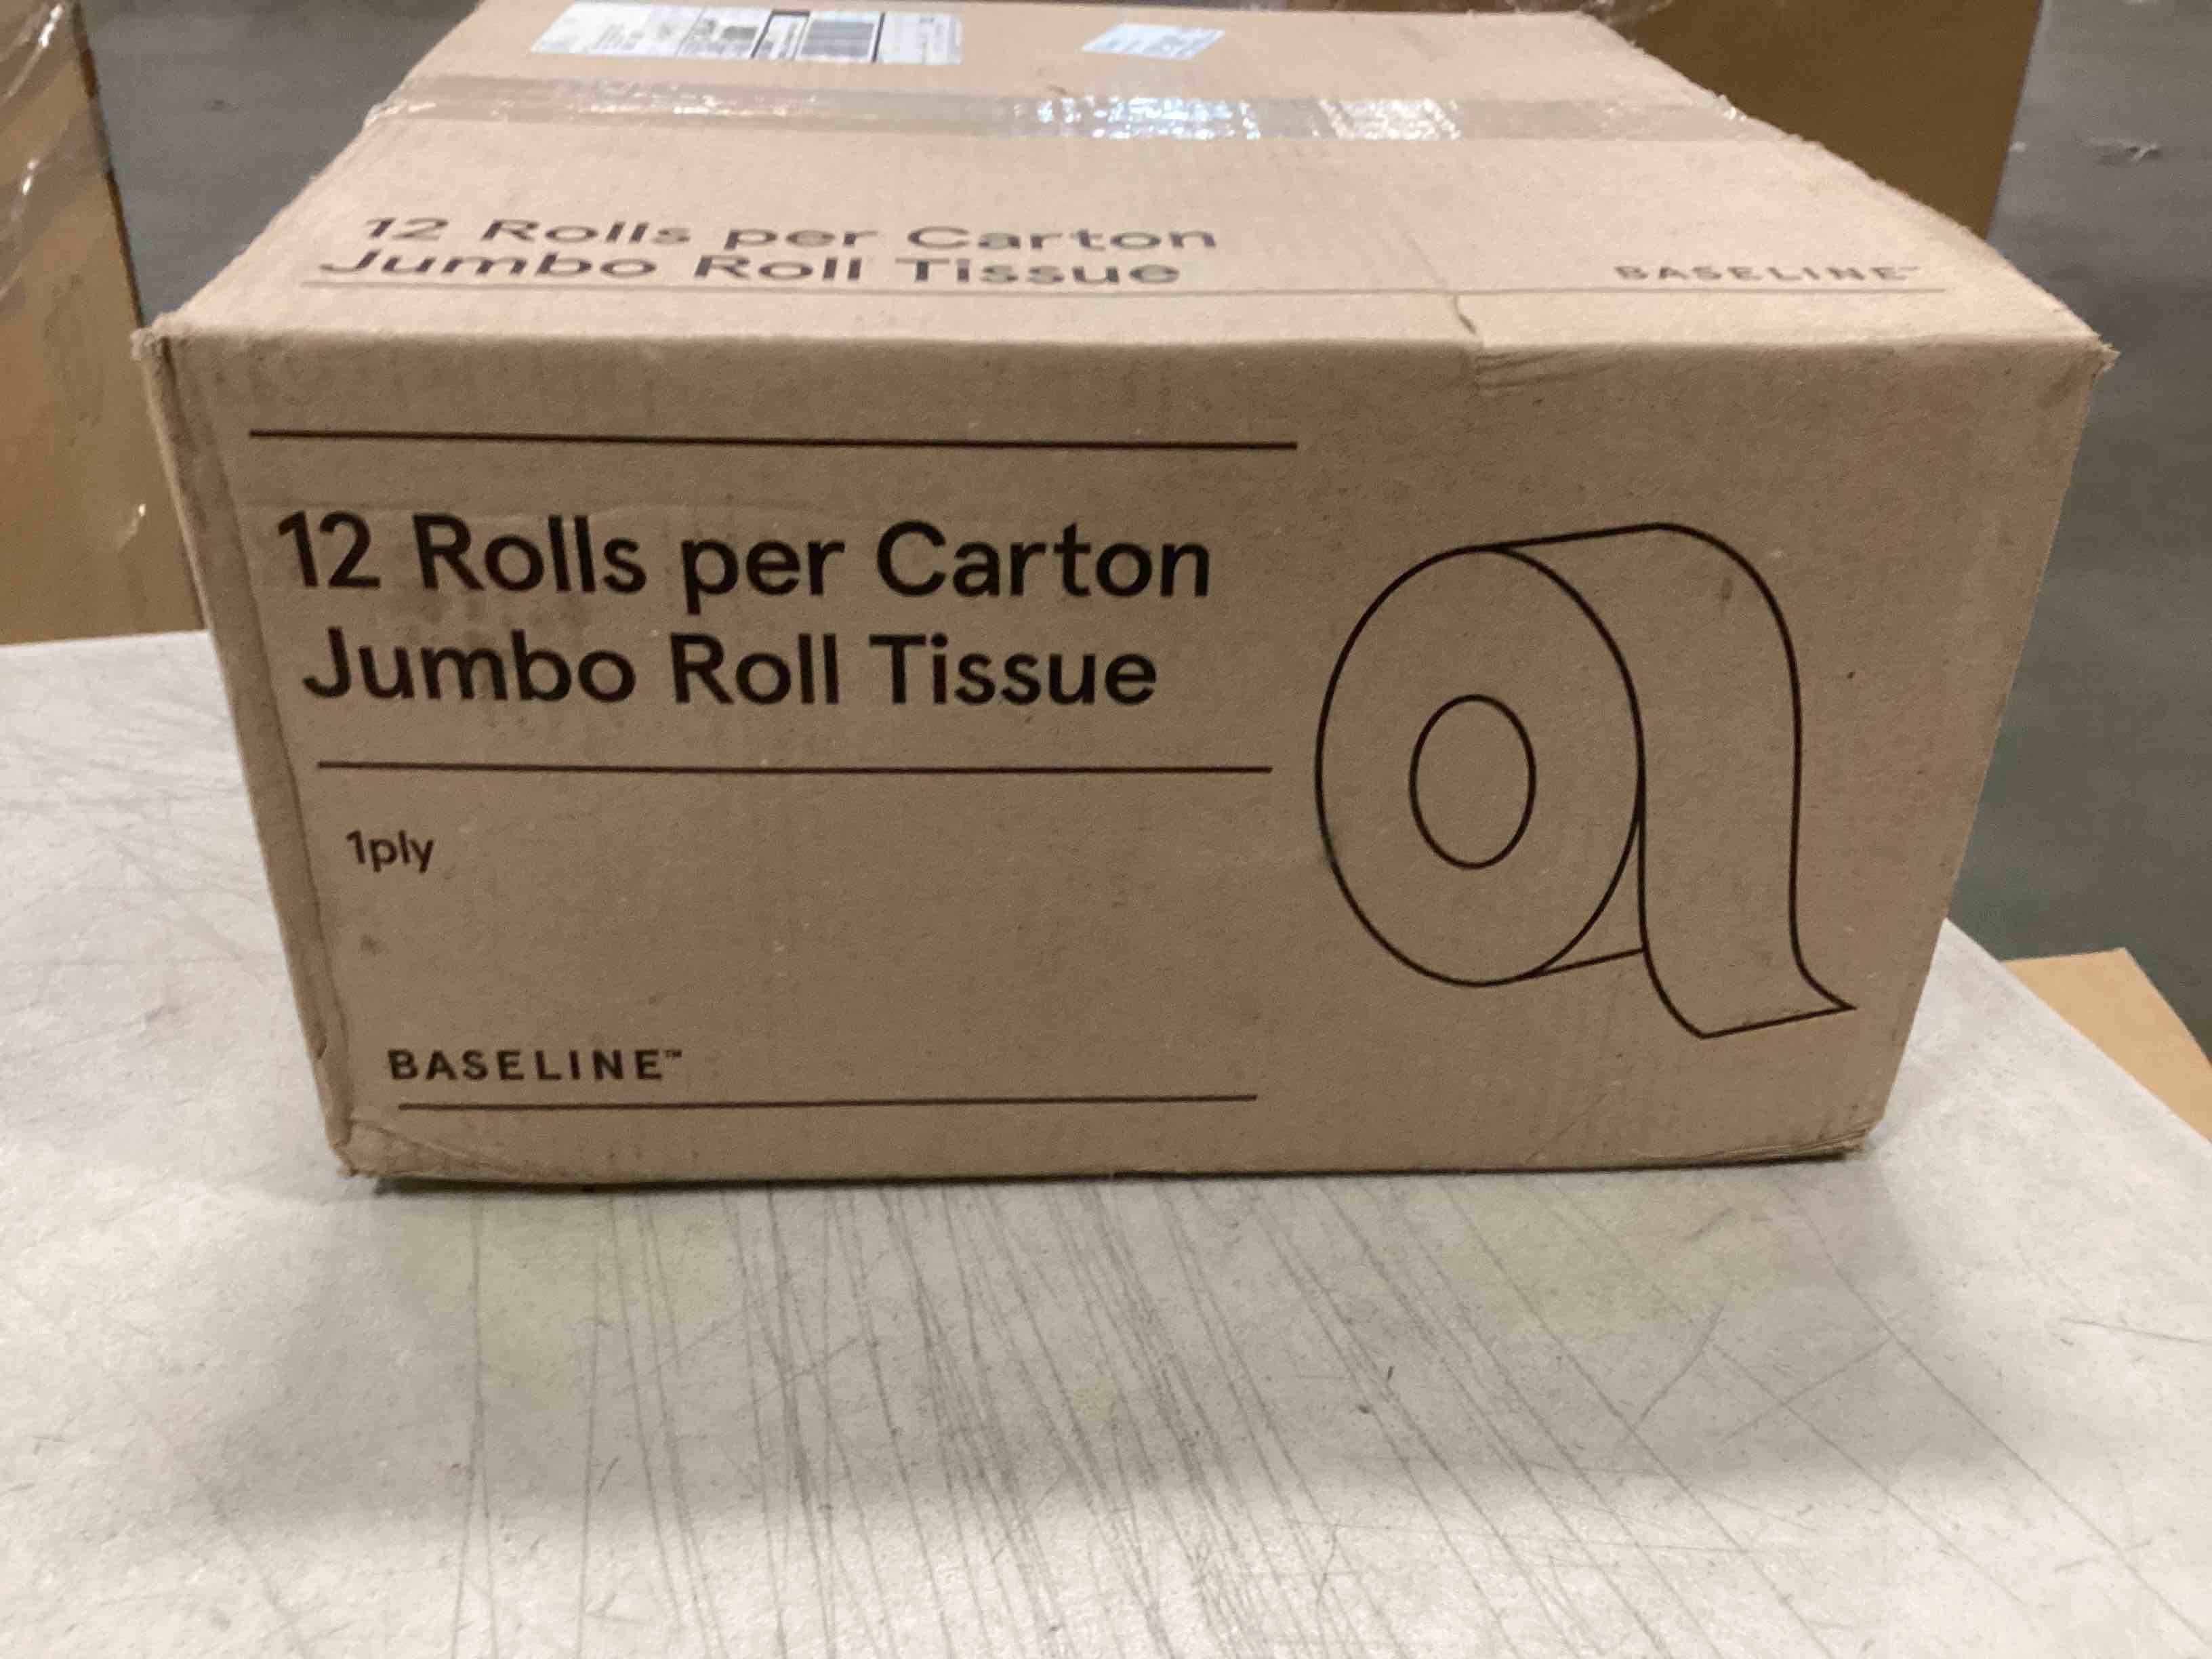 12 Rolls per Carton
Jumbo Roll Tissue
BASELINE™
12 Rolls per Carton
Jumbo Roll Tissue
1ply
BASELINE™